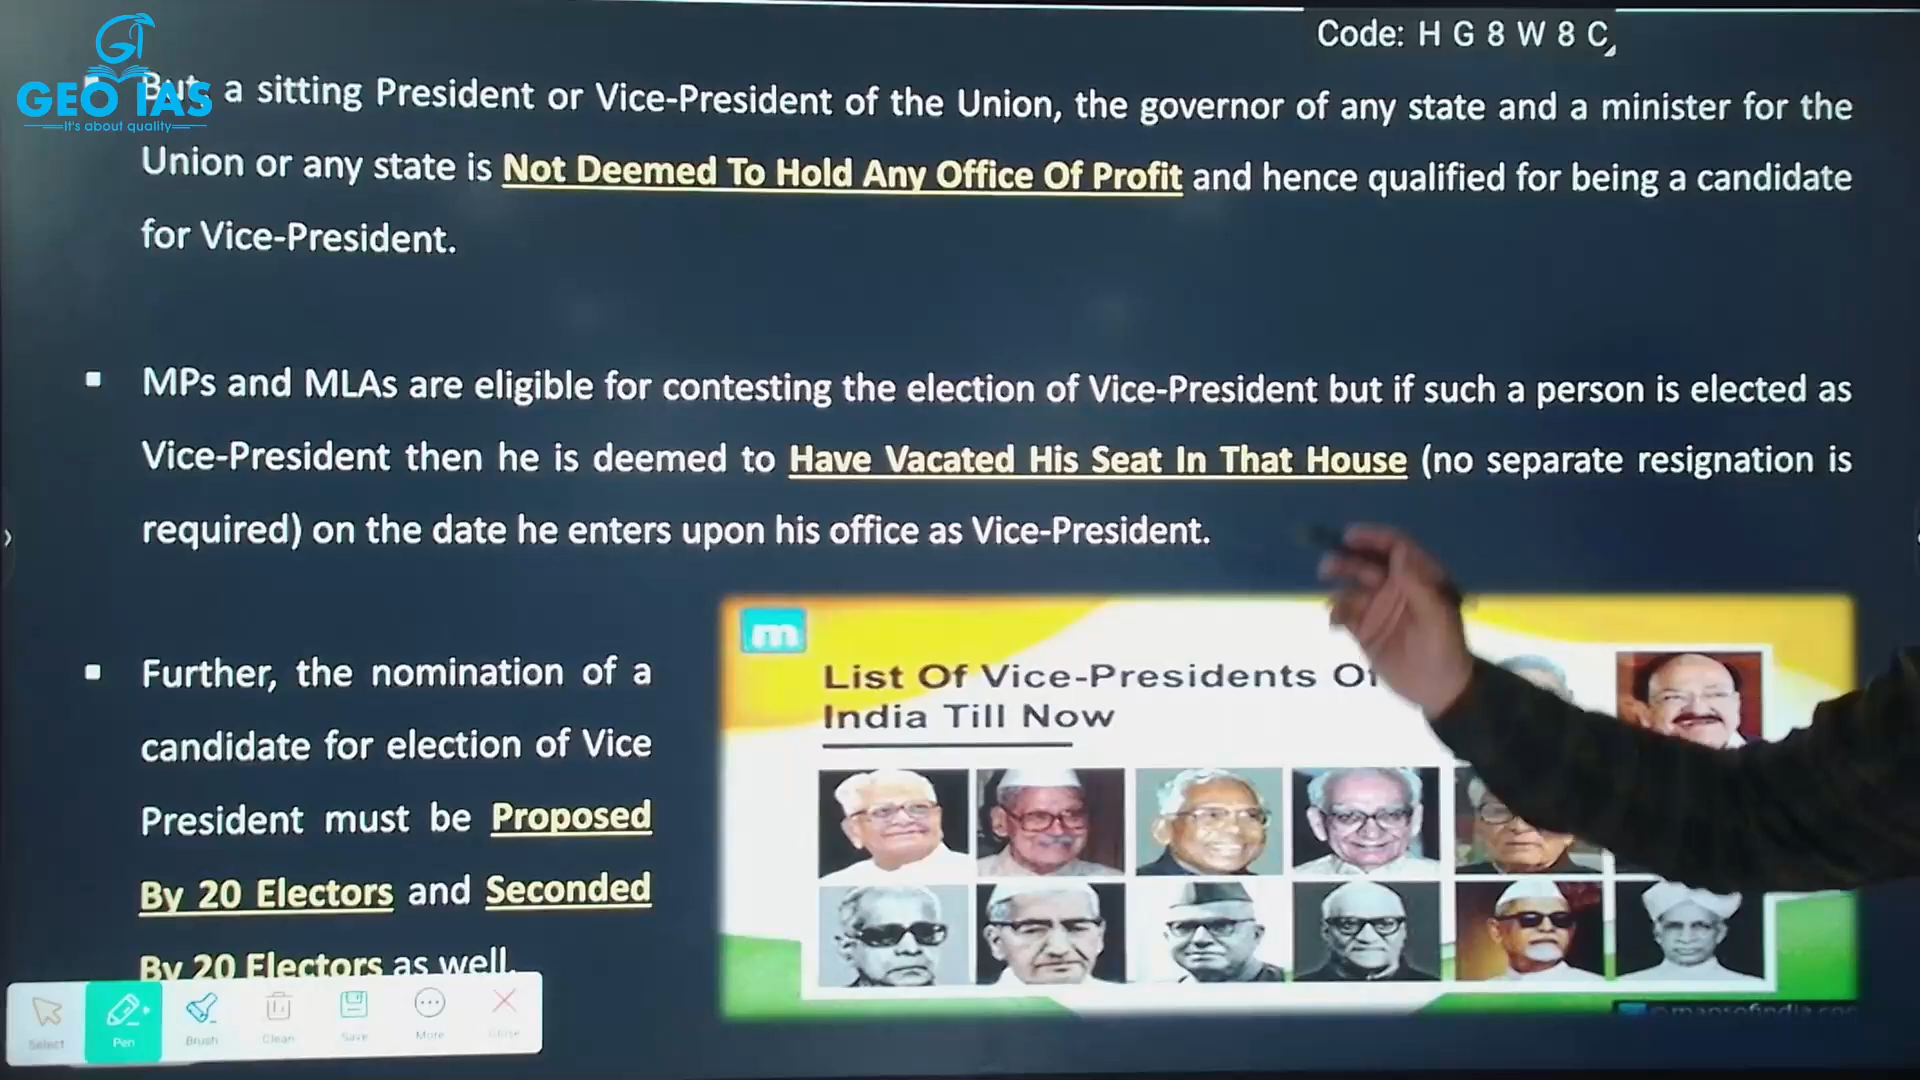 Code: H G 8 W 8 C
GEO IAS
It's about quality
But, a sitting President or Vice-President of the Union, the governor of any state and a minister for the
Union or any state is Not Deemed To Hold Any Office Of Profit and hence qualified for being a candidate
for Vice-President.
MPs and MLAs are eligible for contesting the election of Vice-President but if such a person is elected as
Vice-President then he is deemed to Have Vacated His Seat In That House (no separate resignation is
required) on the date he enters upon his office as Vice-President.
Further, the nomination of a
candidate for election of Vice
President must be Proposed
By 20 Electors and Seconded
By 20 Electors as well.
m
List Of Vice-Presidents Of
India Till Now
Select Pen Brush Clean Save More Close